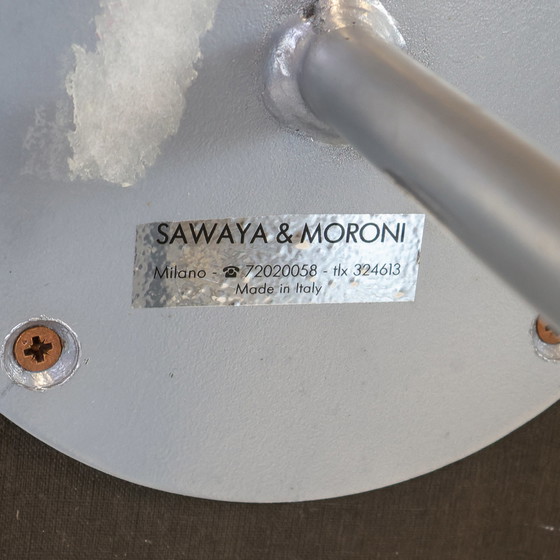 SAWAYA & MORONI
Milano - ☎ 72020058 - tlx 324613
Made in Italy